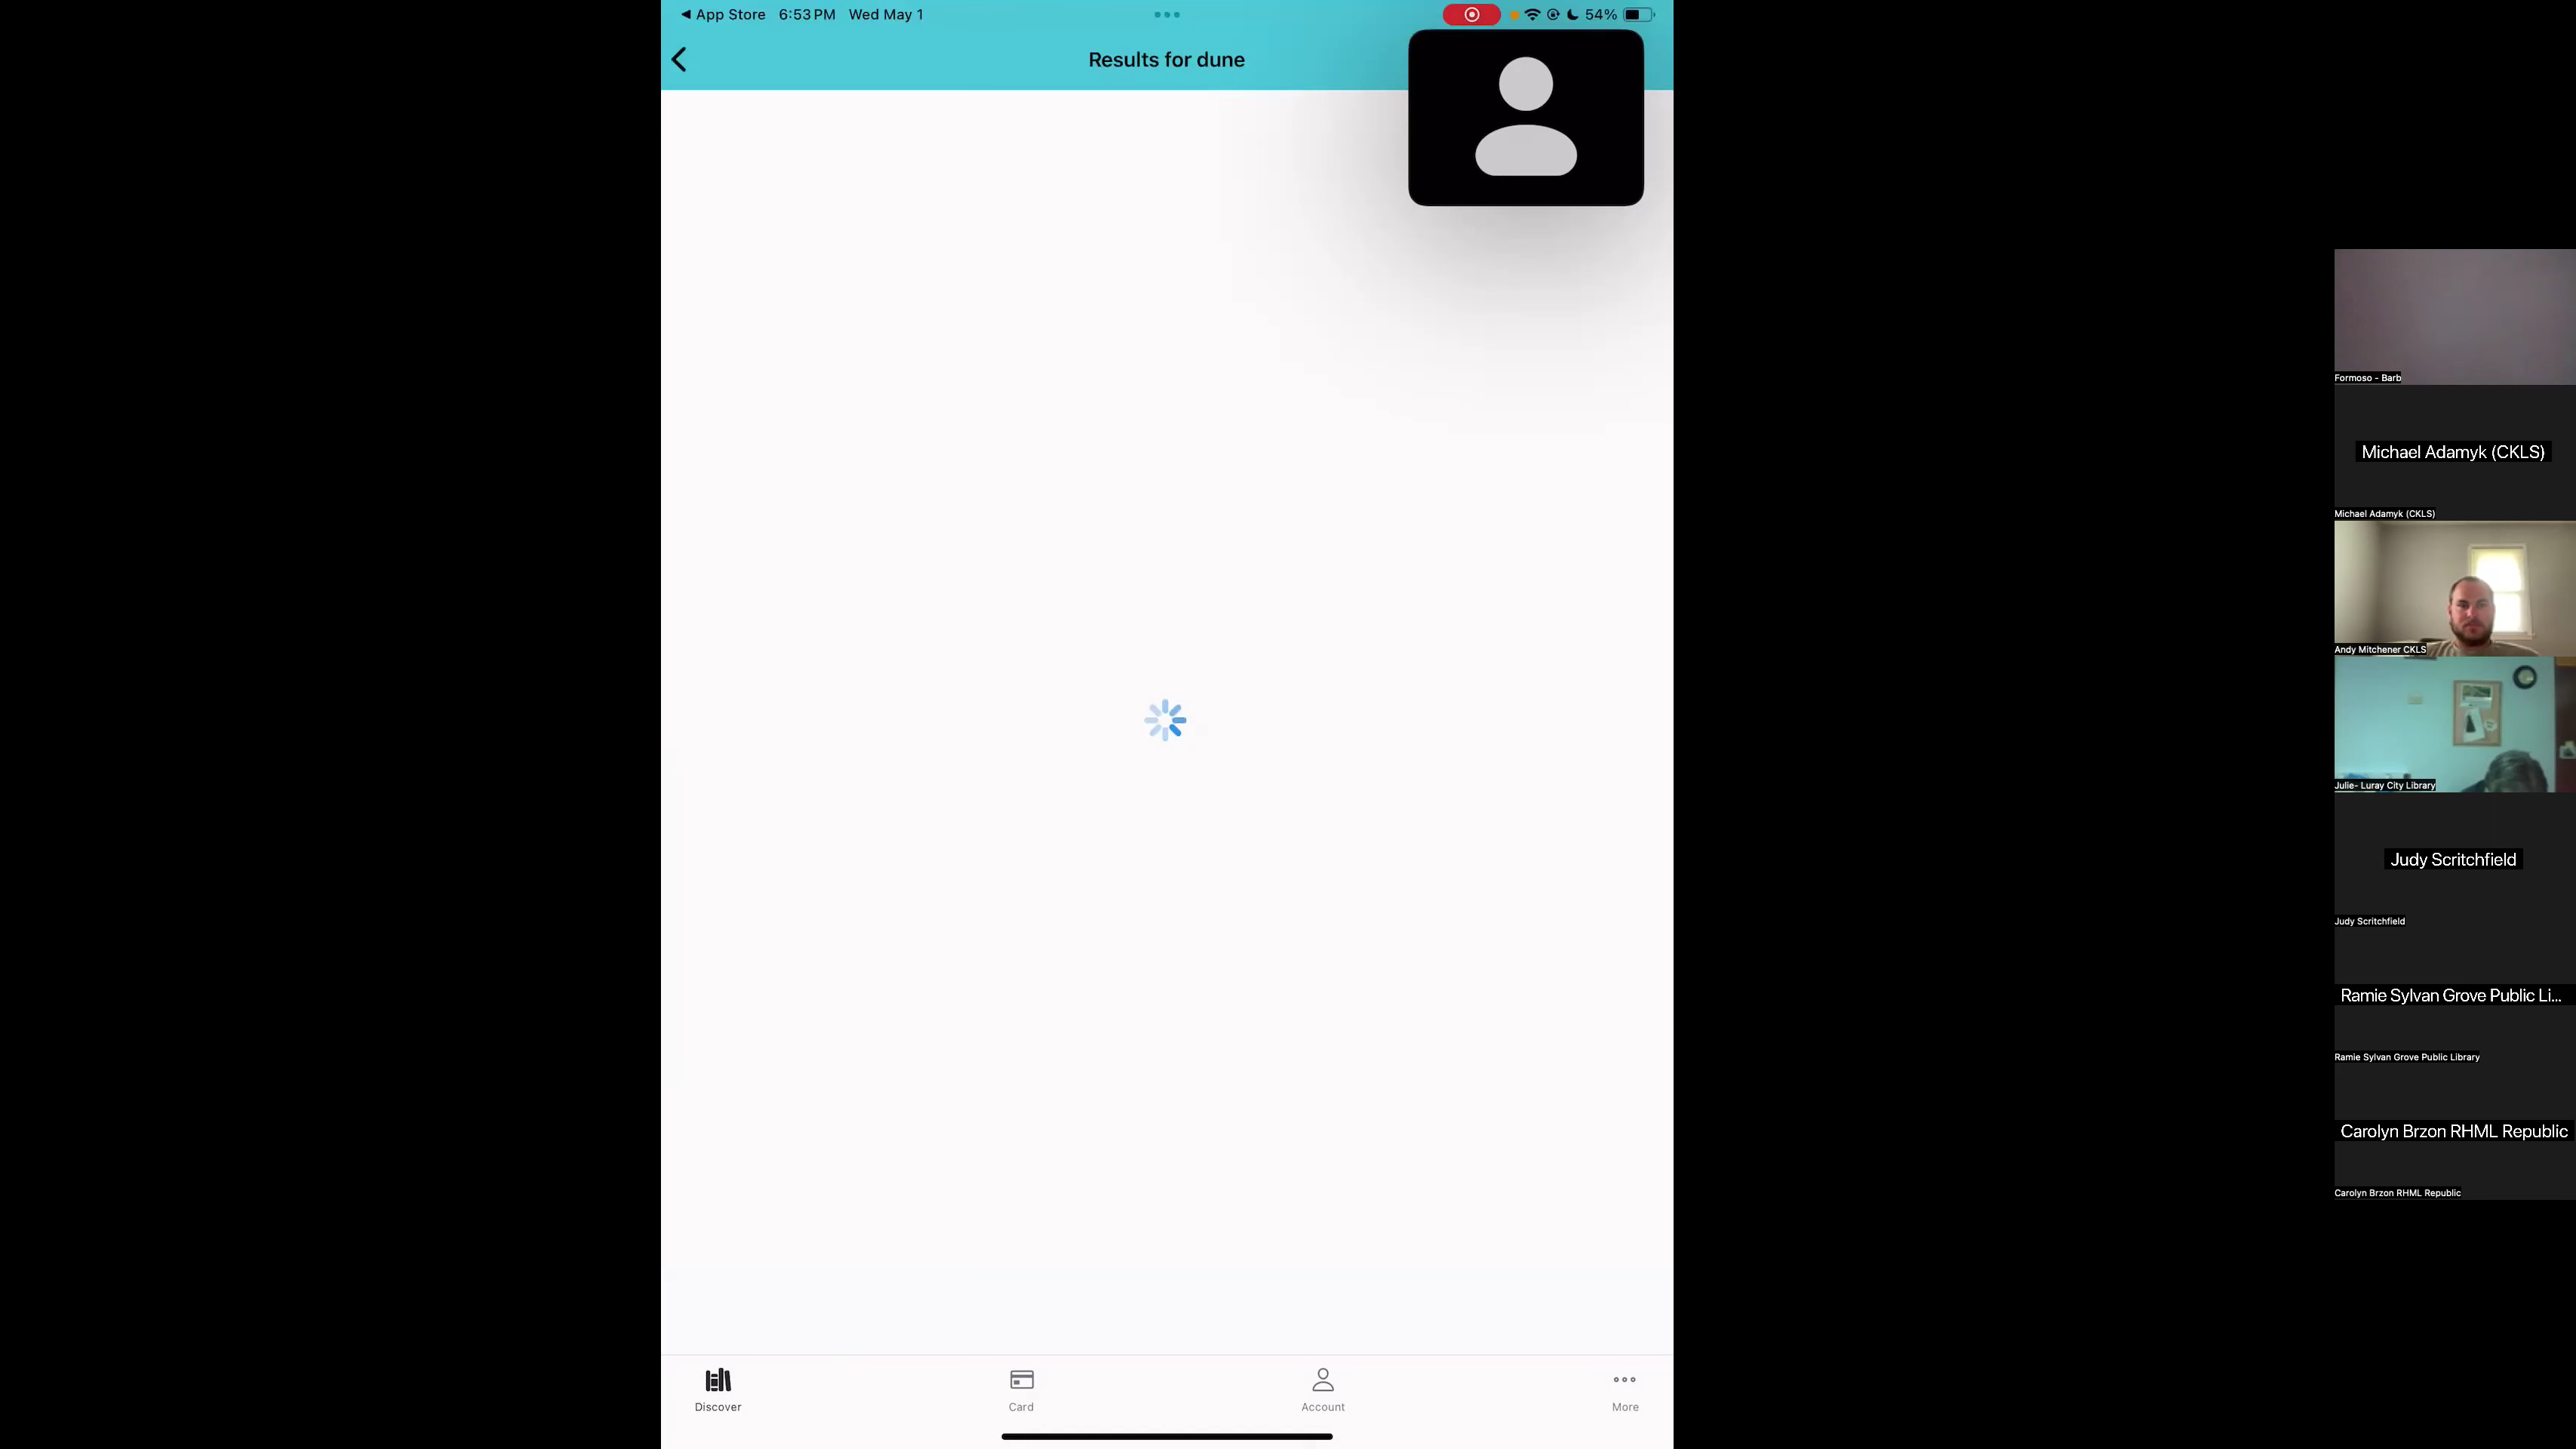 ◀ App Store 6:53 PM Wed May 1
54%
Results for dune
Formoso - Barb
Michael Adamyk (CKLS)
Michael Adamyk (CKLS)
Andy Mitchener CKLS
Julie- Luray City Library
Judy Scritchfield
Judy Scritchfield
Ramie Sylvan Grove Public Li...
Ramie Sylvan Grove Public Library
Carolyn Brzon RHML Republic
Carolyn Brzon RHML Republic
Discover
Card
Account
More